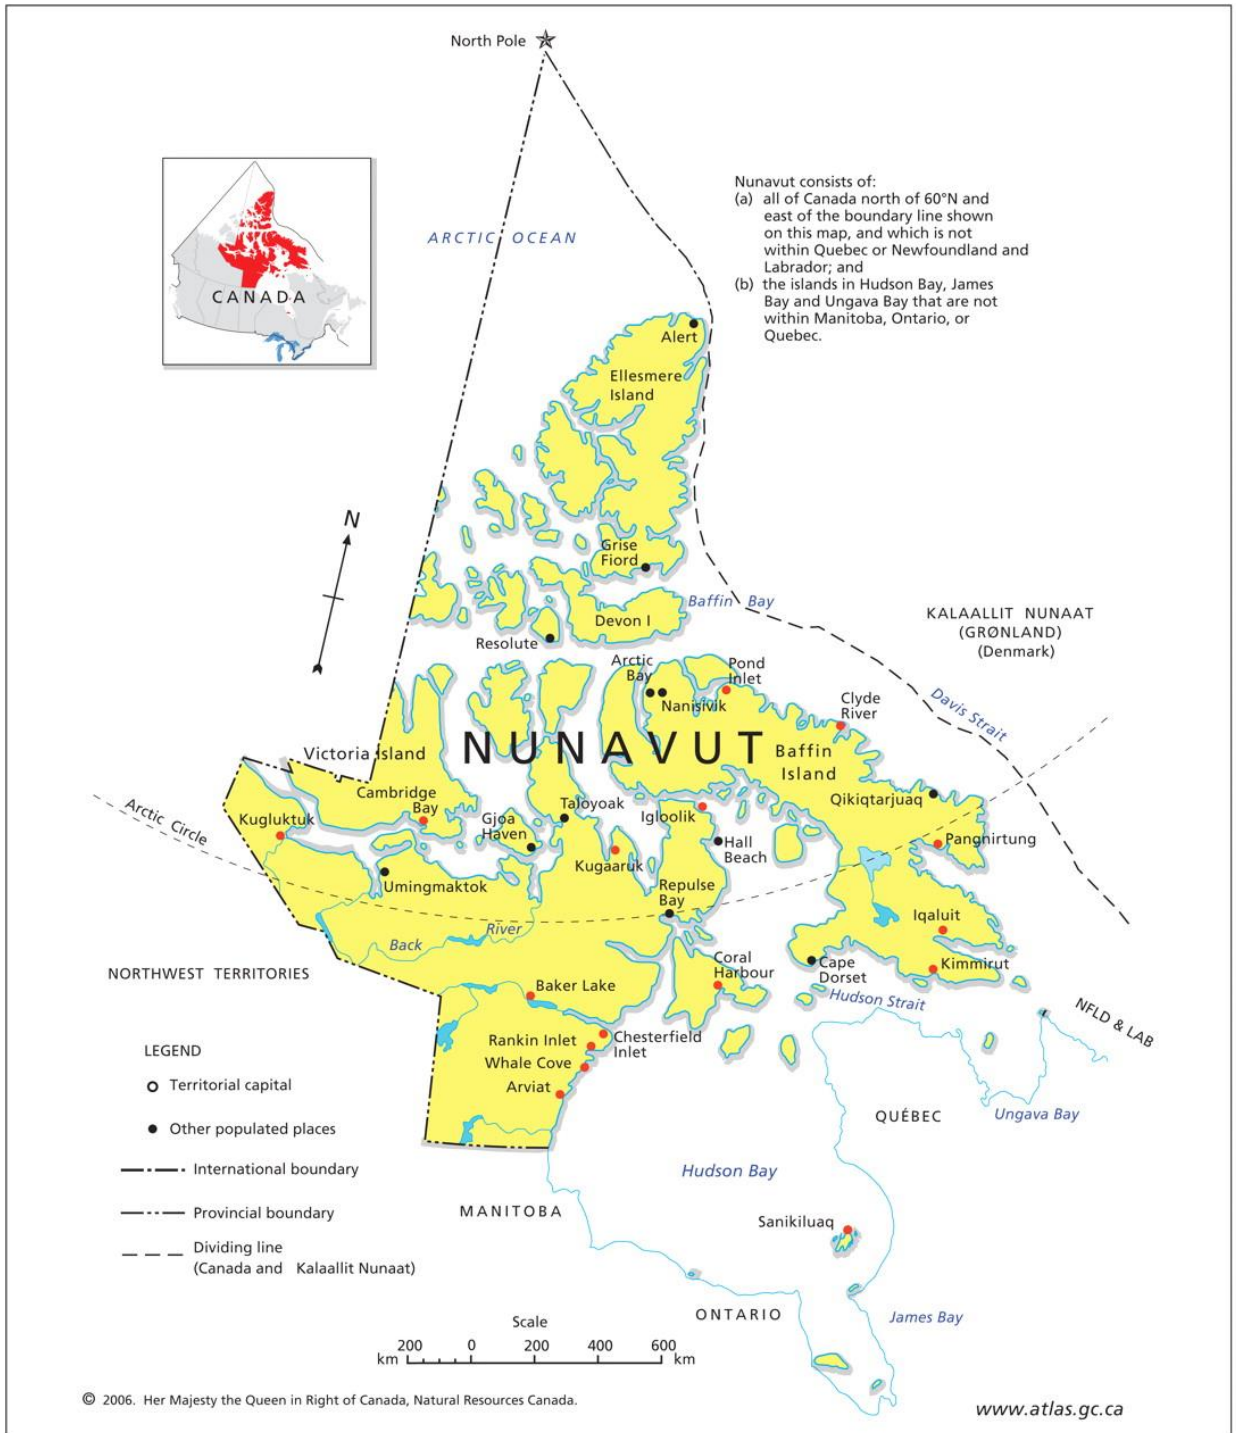 North Pole
ARCTIC OCEAN
CANADA
Nunavut consists of:
(a) all of Canada north of 60°N and
east of the boundary line shown
on this map, and which is not
within Quebec or Newfoundland and
Labrador; and
(b) the islands in Hudson Bay, James
Bay and Ungava Bay that are not
within Manitoba, Ontario, or
Quebec.
Alert
Ellesmere
Island
N
Grise
Fiord
Baffin Bay
Devon I
KALAALLIT NUNAAT
(GRØNLAND)
(Denmark)
Resolute
Arctic
Bay
Pond
Inlet
Nanisivik
Clyde
River
Davis Strait
NUNAVUT
Victoria Island
Baffin
Island
Cambridge
Bay
Arctic Circle
Kugluktuk
Gjoa
Haven
Taloyoak
Igloolik
Qikiqtarjuaq
Hall
Beach
Pangnirtung
Kugaaruk
Umingmaktok
Repulse
Bay
Iqaluit
Back River
NORTHWEST TERRITORIES
Coral
Harbour
Cape
Dorset
Kimmirut
Baker Lake
Hudson Strait
NFLD & LAB
Rankin Inlet
Chesterfield
Inlet
Whale Cove
Arviat
LEGEND
Territorial capital
Other populated places
International boundary
Provincial boundary
Dividing line
(Canada and Kalaallit Nunaat)
QUÉBEC
Ungava Bay
Hudson Bay
MANITOBA
Sanikiluaq
ONTARIO
James Bay
Scale
200 0 200 400 600
km km
© 2006. Her Majesty the Queen in Right of Canada, Natural Resources Canada.
www.atlas.gc.ca